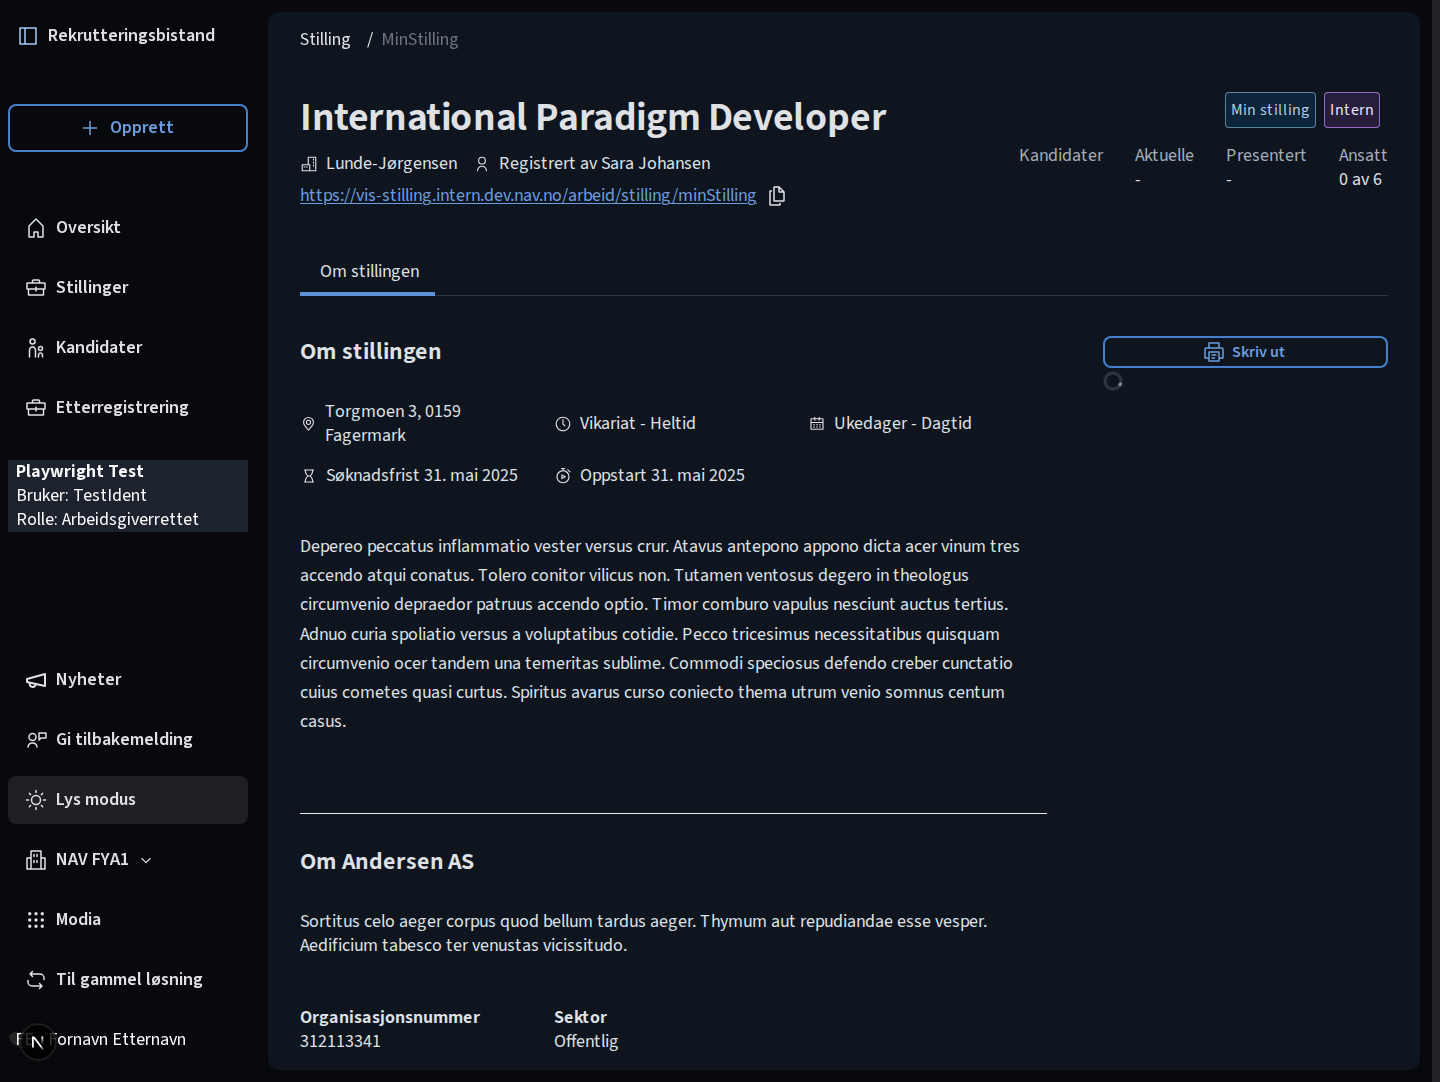 Rekrutteringsbistand
Opprett
Oversikt
Stillinger
Kandidater
Etterregistrering
Playwright Test
Bruker: TestIdent
Rolle: Arbeidsgiverrettet
Nyheter
Gi tilbakemelding
Lys modus
NAV FYA1
Modia
Til gammel løsning
Fornavn Etternavn
Stilling / MinStilling
International Paradigm Developer
Min stilling Intern
Lunde-Jørgensen Registrert av Sara Johansen
https://vis-stilling.intern.dev.nav.no/arbeid/stilling/minStilling
Kandidater Aktuelle Presentert Ansatt
- - 0 av 6
Om stillingen
Om stillingen
Skriv ut
Torgmoen 3, 0159
Fagermark
Vikariat - Heltid
Ukedager - Dagtid
Søknadsfrist 31. mai 2025
Oppstart 31. mai 2025
Depereo peccatus inflammatio vester versus crur. Atavus antepono appono dicta acer vinum tres
accendo atqui conatus. Tolero conitor vilicus non. Tutamen ventosus degero in theologus
circumvenio depraedor patruus accendo optio. Timor comburo vapulus nesciunt auctus tertius.
Adnuo curia spoliatio versus a voluptatibus cotidie. Pecco tricesimus necessitatibus quisquam
circumvenio ocer tandem una temeritas sublime. Commodi speciosus defendo creber cunctatio
cuius cometes quasi curtus. Spiritus avarus curso coniecto thema utrum venio somnus centum
casus.
Om Andersen AS
Sortitus celo aeger corpus quod bellum tardus aeger. Thymum aut repudiandae esse vesper.
Aedificium tabesco ter venustas vicissitudo.
Organisasjonsnummer
312113341
Sektor
Offentlig